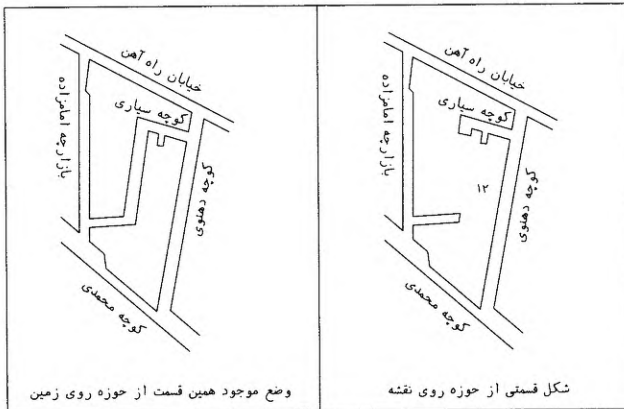 خیابان راه آهن
کوچه سیاری
بازارچه امامزاده
کوچه دهنوی
۱۲
کوچه محمدی
شکل قسمتی از حوزه روی نقشه
خیابان راه آهن
کوچه سیاری
بازارچه امامزاده
کوچه دهنوی
کوچه محمدی
وضع موجود همین قسمت از حوزه روی زمین